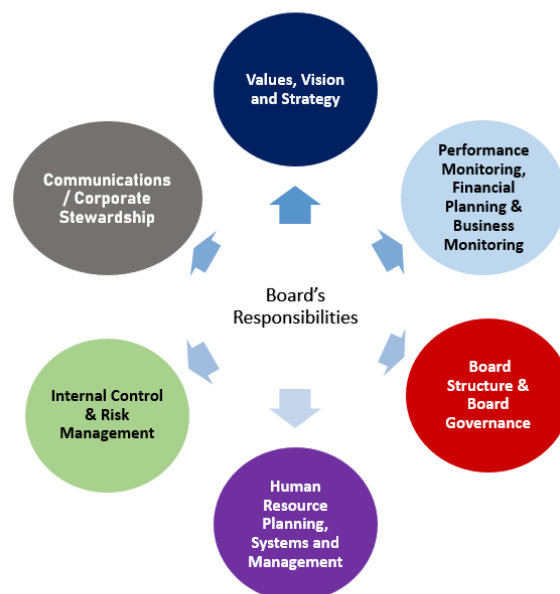 Values, Vision
and Strategy
Performance
Monitoring,
Financial
Planning &
Business
Monitoring
Board
Structure &
Board
Governance
Human
Resource
Planning,
Systems and
Management
Internal Control
& Risk
Management
Communications
/ Corporate
Stewardship
Board's
Responsibilities